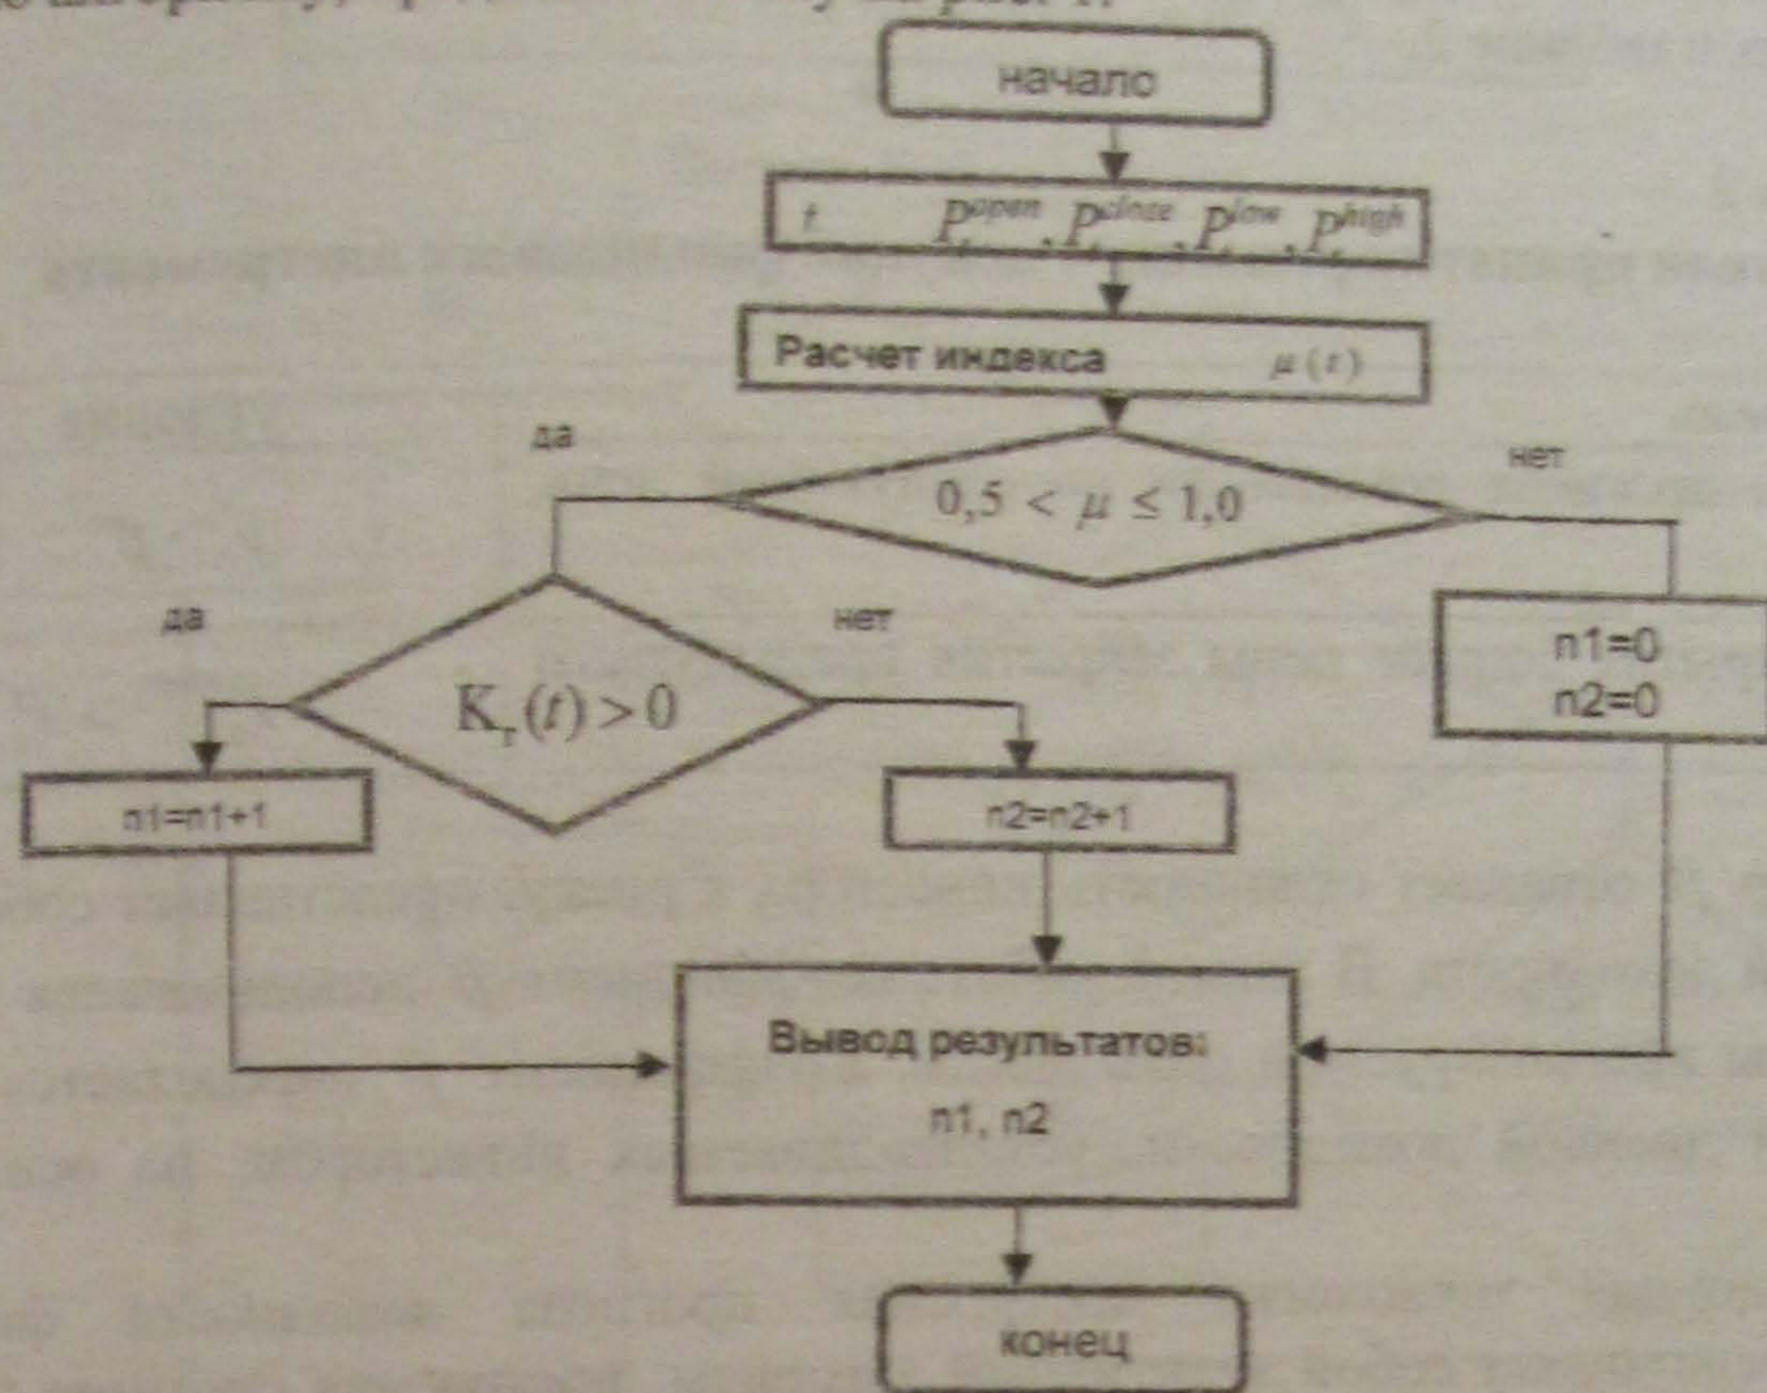 начало
t P_t^open, P_t^close, P_t^low, P_t^high
Расчет индекса μ(t)
да
нет
0,5 < μ ≤ 1,0
да
нет
n1=0
n2=0
K_т(t) > 0
n1=n1+1
n2=n2+1
Вывод результатов:
n1, n2
конец